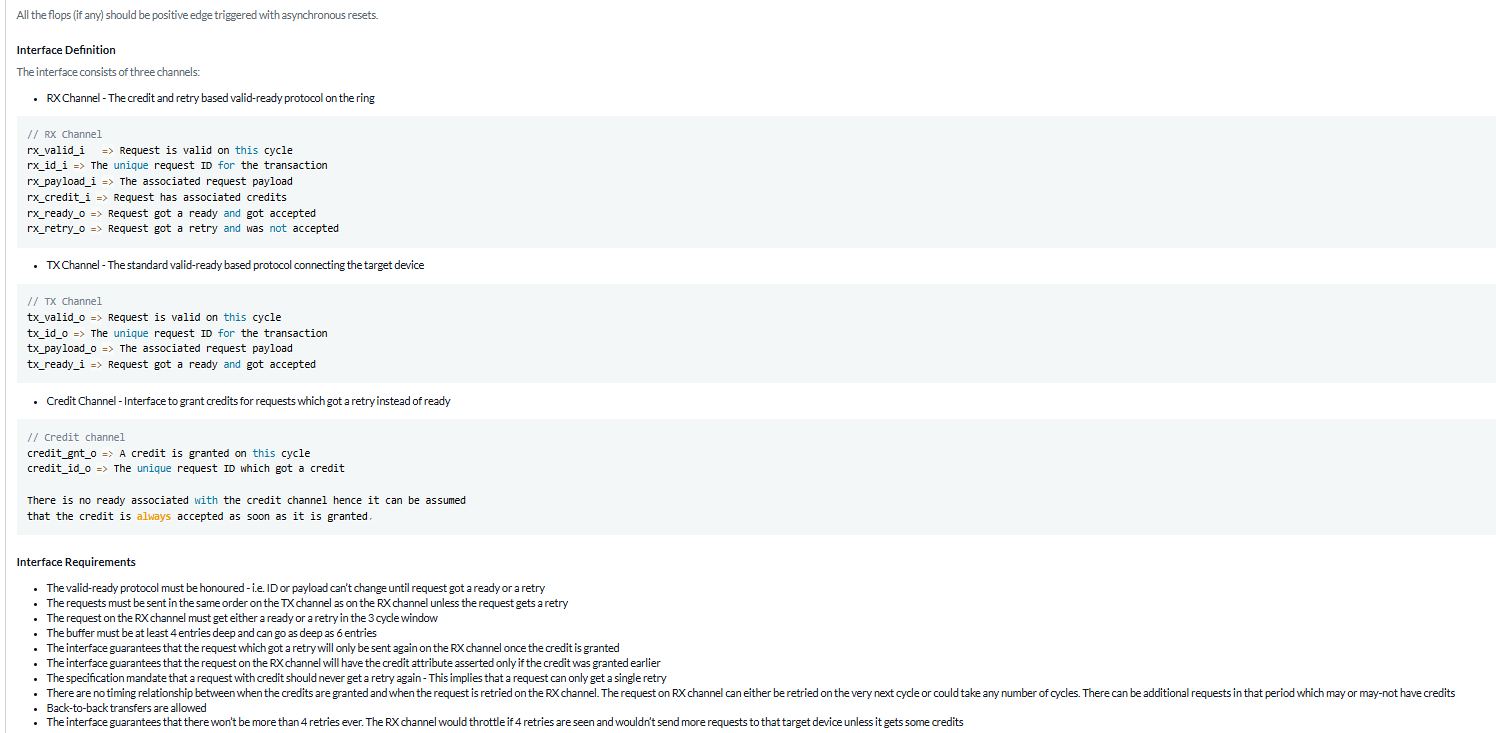 All the flops (if any) should be positive edge triggered with asynchronous resets.
Interface Definition
The interface consists of three channels:
• RX Channel - The credit and retry based valid-ready protocol on the ring
// RX Channel
rx_valid_i   => Request is valid on this cycle
rx_id_i => The unique request ID for the transaction
rx_payload_i => The associated request payload
rx_credit_i => Request has associated credits
rx_ready_o => Request got a ready and got accepted
rx_retry_o => Request got a retry and was not accepted
• TX Channel - The standard valid-ready based protocol connecting the target device
// TX Channel
tx_valid_o => Request is valid on this cycle
tx_id_o => The unique request ID for the transaction
tx_payload_o => The associated request payload
tx_ready_i => Request got a ready and got accepted
• Credit Channel - Interface to grant credits for requests which got a retry instead of ready
// Credit channel
credit_gnt_o => A credit is granted on this cycle
credit_id_o => The unique request ID which got a credit
There is no ready associated with the credit channel hence it can be assumed
that the credit is always accepted as soon as it is granted.
Interface Requirements
• The valid-ready protocol must be honoured - i.e. ID or payload can't change until request got a ready or a retry
• The requests must be sent in the same order on the TX channel as on the RX channel unless the request gets a retry
• The request on the RX channel must get either a ready or a retry in the 3 cycle window
• The buffer must be at least 4 entries deep and can go as deep as 6 entries
• The interface guarantees that the request which got a retry will only be sent again on the RX channel once the credit is granted
• The interface guarantees that the request on the RX channel will have the credit attribute asserted only if the credit was granted earlier
• The specification mandate that a request with credit should never get a retry again - This implies that a request can only get a single retry
• There are no timing relationship between when the credits are granted and when the request is retried on the RX channel. The request on RX channel can either be retried on the very next cycle or could take any number of cycles. There can be additional requests in that period which may or may-not have credits
• Back-to-back transfers are allowed
• The interface guarantees that there won't be more than 4 retries ever. The RX channel would throttle if 4 retries are seen and wouldn't send more requests to that target device unless it gets some credits